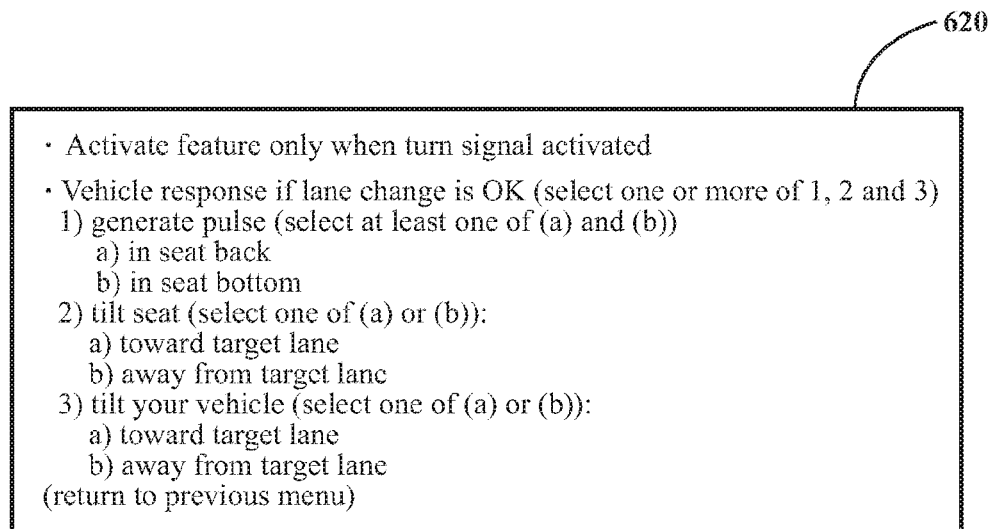 620
· Activate feature only when turn signal activated
· Vehicle response if lane change is OK (select one or more of 1, 2 and 3)
1) generate pulse (select at least one of (a) and (b))
a) in seat back
b) in seat bottom
2) tilt seat (select one of (a) or (b)):
a) toward target lane
b) away from target lane
3) tilt your vehicle (select one of (a) or (b)):
a) toward target lane
b) away from target lane
(return to previous menu)